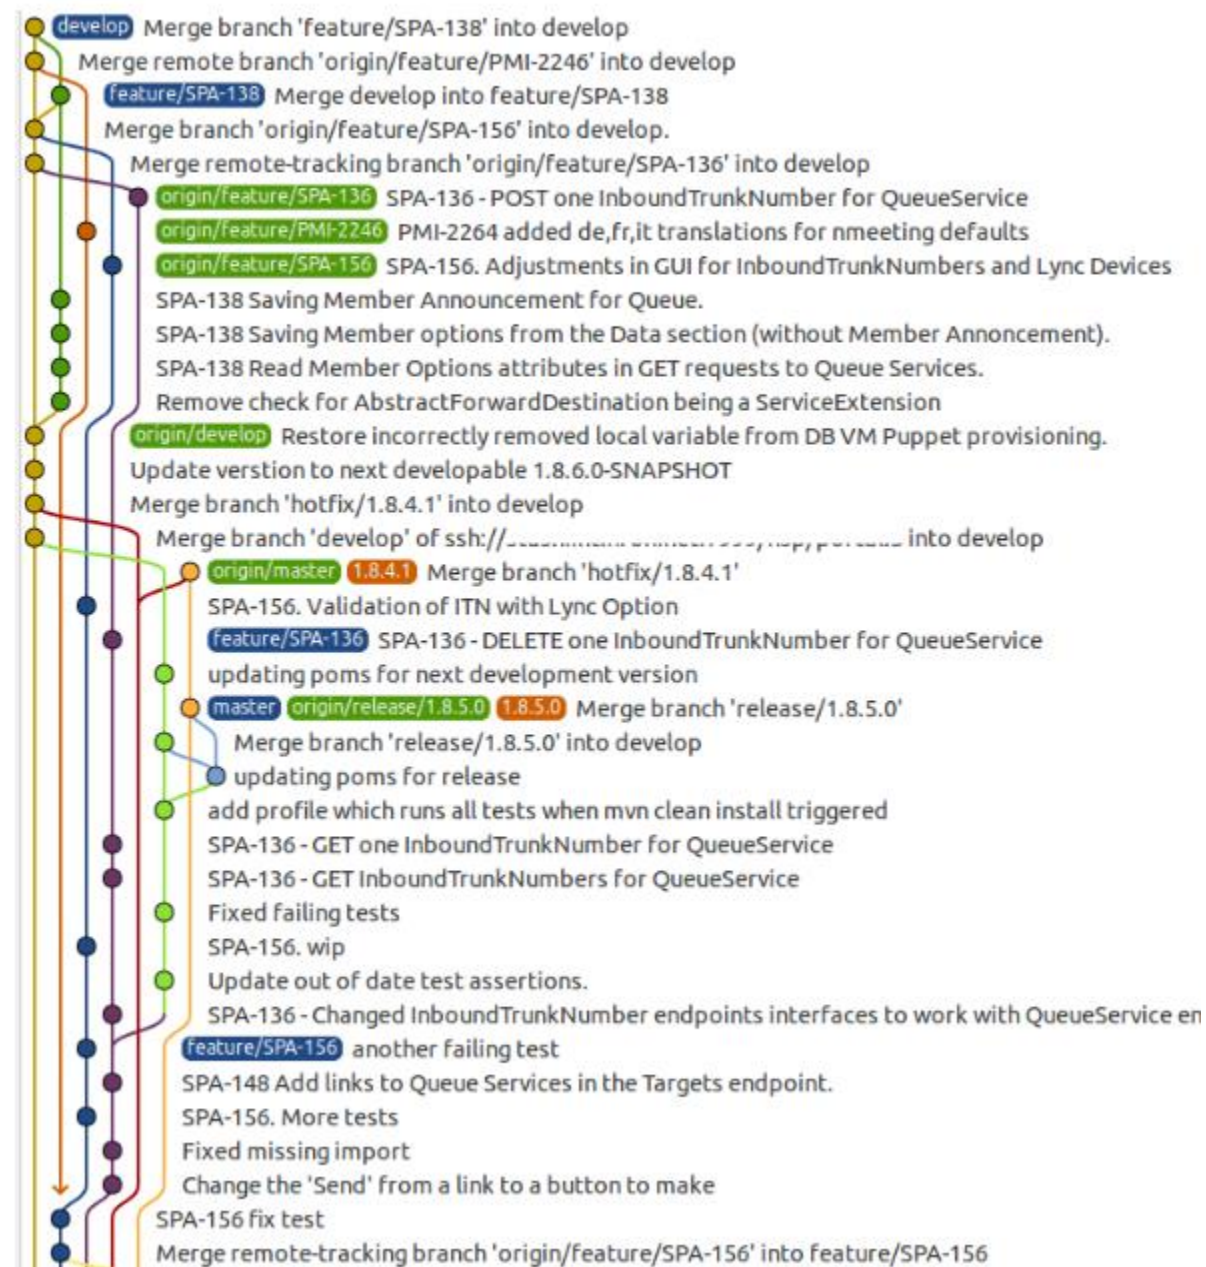 develop Merge branch 'feature/SPA-138' into develop
Merge remote branch 'origin/feature/PMI-2246' into develop
feature/SPA-138 Merge develop into feature/SPA-138
Merge branch 'origin/feature/SPA-156' into develop.
Merge remote-tracking branch 'origin/feature/SPA-136' into develop
origin/feature/SPA-136 SPA-136 - POST one InboundTrunkNumber for QueueService
origin/feature/PMI-2246 PMI-2264 added de,fr,it translations for nmeeting defaults
origin/feature/SPA-156 SPA-156. Adjustments in GUI for InboundTrunkNumbers and Lync Devices
SPA-138 Saving Member Announcement for Queue.
SPA-138 Saving Member options from the Data section (without Member Annoncement).
SPA-138 Read Member Options attributes in GET requests to Queue Services.
Remove check for AbstractForwardDestination being a ServiceExtension
origin/develop Restore incorrectly removed local variable from DB VM Puppet provisioning.
Update verstion to next developable 1.8.6.0-SNAPSHOT
Merge branch 'hotfix/1.8.4.1' into develop
Merge branch 'develop' of ssh:// into develop
origin/master 1.8.4.1 Merge branch 'hotfix/1.8.4.1'
SPA-156. Validation of ITN with Lync Option
feature/SPA-136 SPA-136 - DELETE one InboundTrunkNumber for QueueService
updating poms for next development version
master origin/release/1.8.5.0 1.8.5.0 Merge branch 'release/1.8.5.0'
Merge branch 'release/1.8.5.0' into develop
updating poms for release
add profile which runs all tests when mvn clean install triggered
SPA-136 - GET one InboundTrunkNumber for QueueService
SPA-136 - GET InboundTrunkNumbers for QueueService
Fixed failing tests
SPA-156. wip
Update out of date test assertions.
SPA-136 - Changed InboundTrunkNumber endpoints interfaces to work with QueueService en
feature/SPA-156 another failing test
SPA-148 Add links to Queue Services in the Targets endpoint.
SPA-156. More tests
Fixed missing import
Change the 'Send' from a link to a button to make
SPA-156 fix test
Merge remote-tracking branch 'origin/feature/SPA-156' into feature/SPA-156